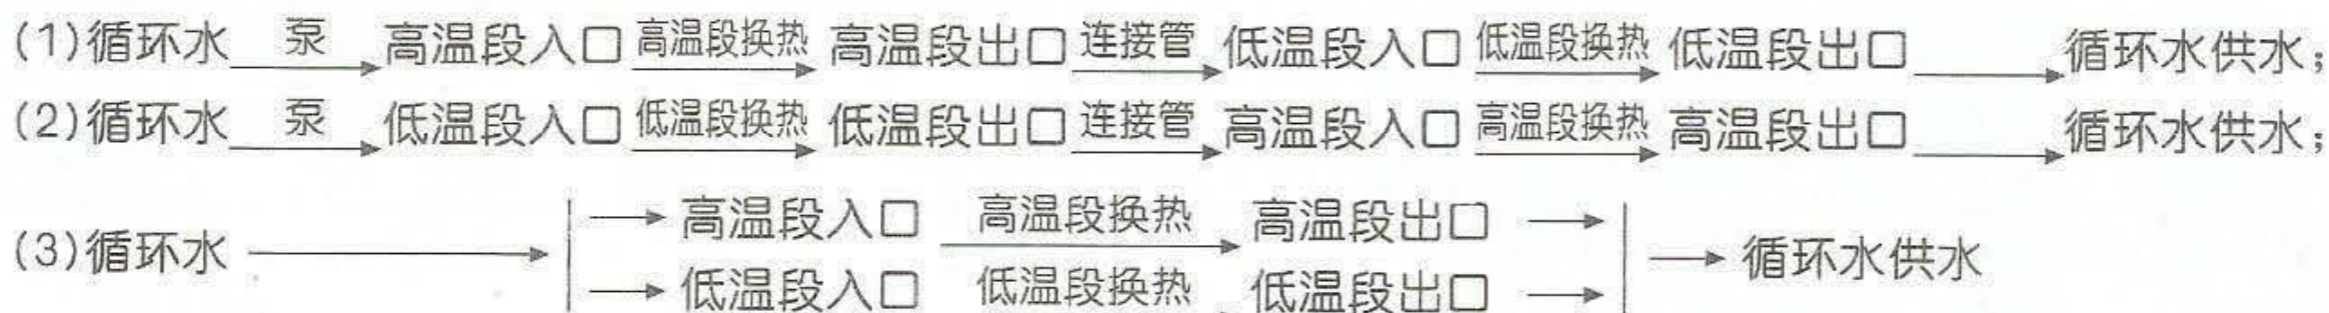 (1)循环水 泵 高温段入口 高温段换热 高温段出口 连接管 低温段入口 低温段换热 低温段出口 循环水供水;
(2)循环水 泵 低温段入口 低温段换热 低温段出口 连接管 高温段入口 高温段换热 高温段出口 循环水供水;
高温段入口 高温段换热 高温段出口
(3)循环水 循环水供水
低温段入口 低温段换热 低温段出口